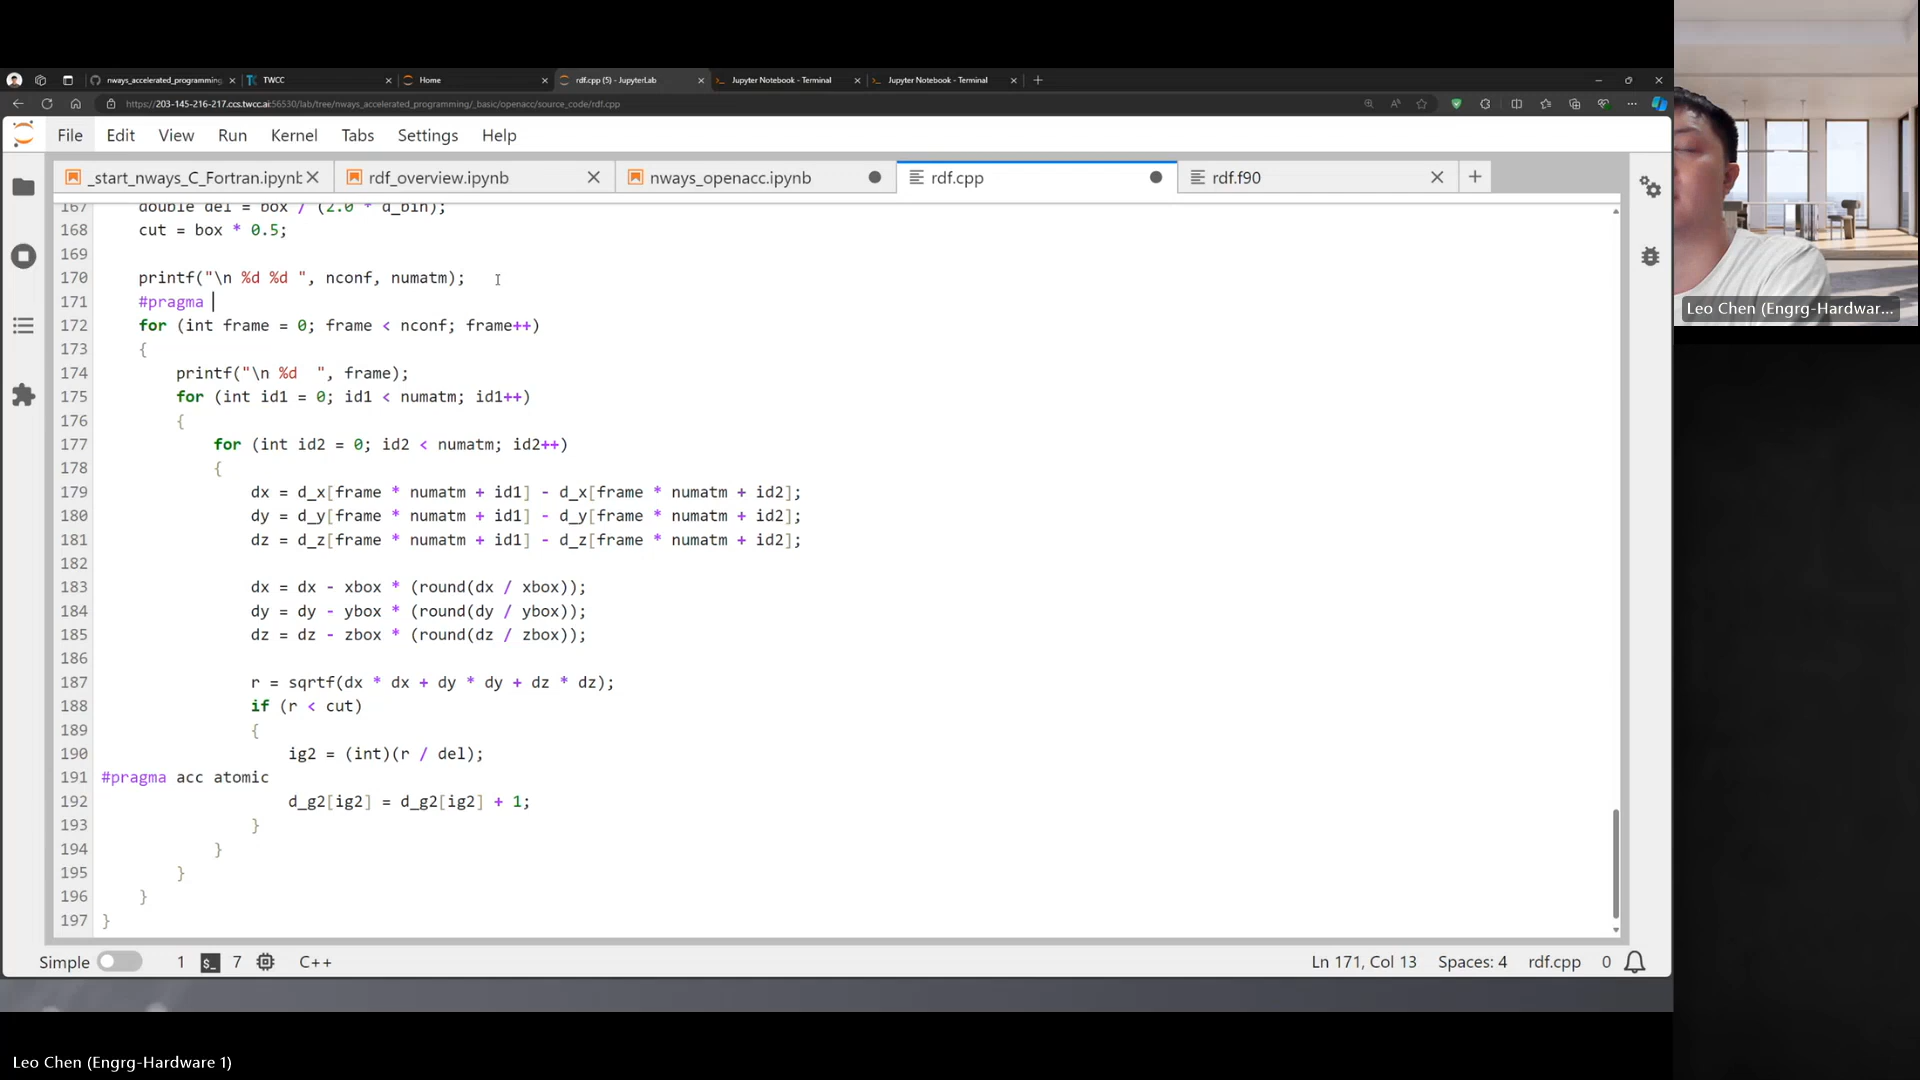 nways_accelerated_programming
TWCC
Home
rdf.cpp (5) - JupyterLab
Jupyter Notebook - Terminal
Jupyter Notebook - Terminal
https://203-145-216-217.ccs.twcc.ai:56530/lab/tree/nways_accelerated_programming/_basic/openacc/source_code/rdf.cpp
File Edit View Run Kernel Tabs Settings Help
_start_nways_C_Fortran.ipynb
rdf_overview.ipynb
nways_openacc.ipynb
rdf.cpp
rdf.f90
167 double del = box / (2.0 * d_bin);
168 cut = box * 0.5;
169
170 printf("\n %d %d ", nconf, numatm);
171 #pragma
172 for (int frame = 0; frame < nconf; frame++)
173 {
174 printf("\n %d  ", frame);
175 for (int id1 = 0; id1 < numatm; id1++)
176 {
177 for (int id2 = 0; id2 < numatm; id2++)
178 {
179 dx = d_x[frame * numatm + id1] - d_x[frame * numatm + id2];
180 dy = d_y[frame * numatm + id1] - d_y[frame * numatm + id2];
181 dz = d_z[frame * numatm + id1] - d_z[frame * numatm + id2];
182
183 dx = dx - xbox * (round(dx / xbox));
184 dy = dy - ybox * (round(dy / ybox));
185 dz = dz - zbox * (round(dz / zbox));
186
187 r = sqrtf(dx * dx + dy * dy + dz * dz);
188 if (r < cut)
189 {
190 ig2 = (int)(r / del);
191 #pragma acc atomic
192 d_g2[ig2] = d_g2[ig2] + 1;
193 }
194 }
195 }
196 }
197 }
Simple 1 7 C++ Ln 171, Col 13 Spaces: 4 rdf.cpp 0
Leo Chen (Engrg-Hardwar...
Leo Chen (Engrg-Hardware 1)